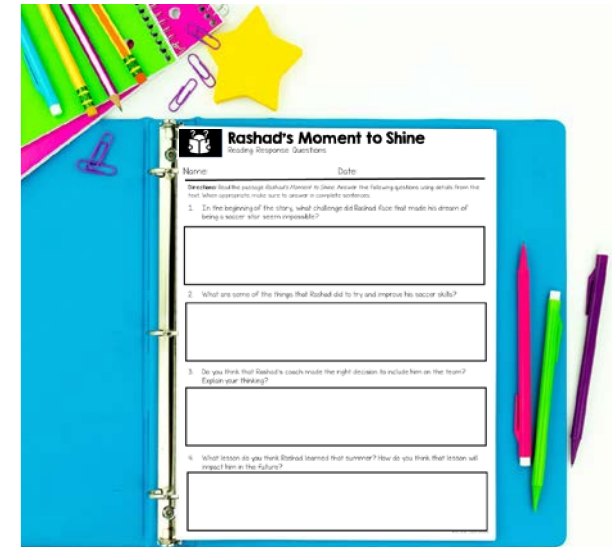 Rashad's Moment to Shine
Reading Response Questions
Name Date
Directions: Read the passage Rashad's Moment to Shine. Answer the following questions using details from the
text. When appropriate, make sure to answer in complete sentences.
1. In the beginning of the story, what challenge did Rashad face that made his dream of
being a soccer star seem impossible?
2. What are some of the things that Rashad did to try and improve his soccer skills?
3. Do you think that Rashad's coach made the right decision to include him on the team?
Explain your thinking?
4. What lesson do you think Rashad learned that summer? How do you think that lesson will
impact him in the future?